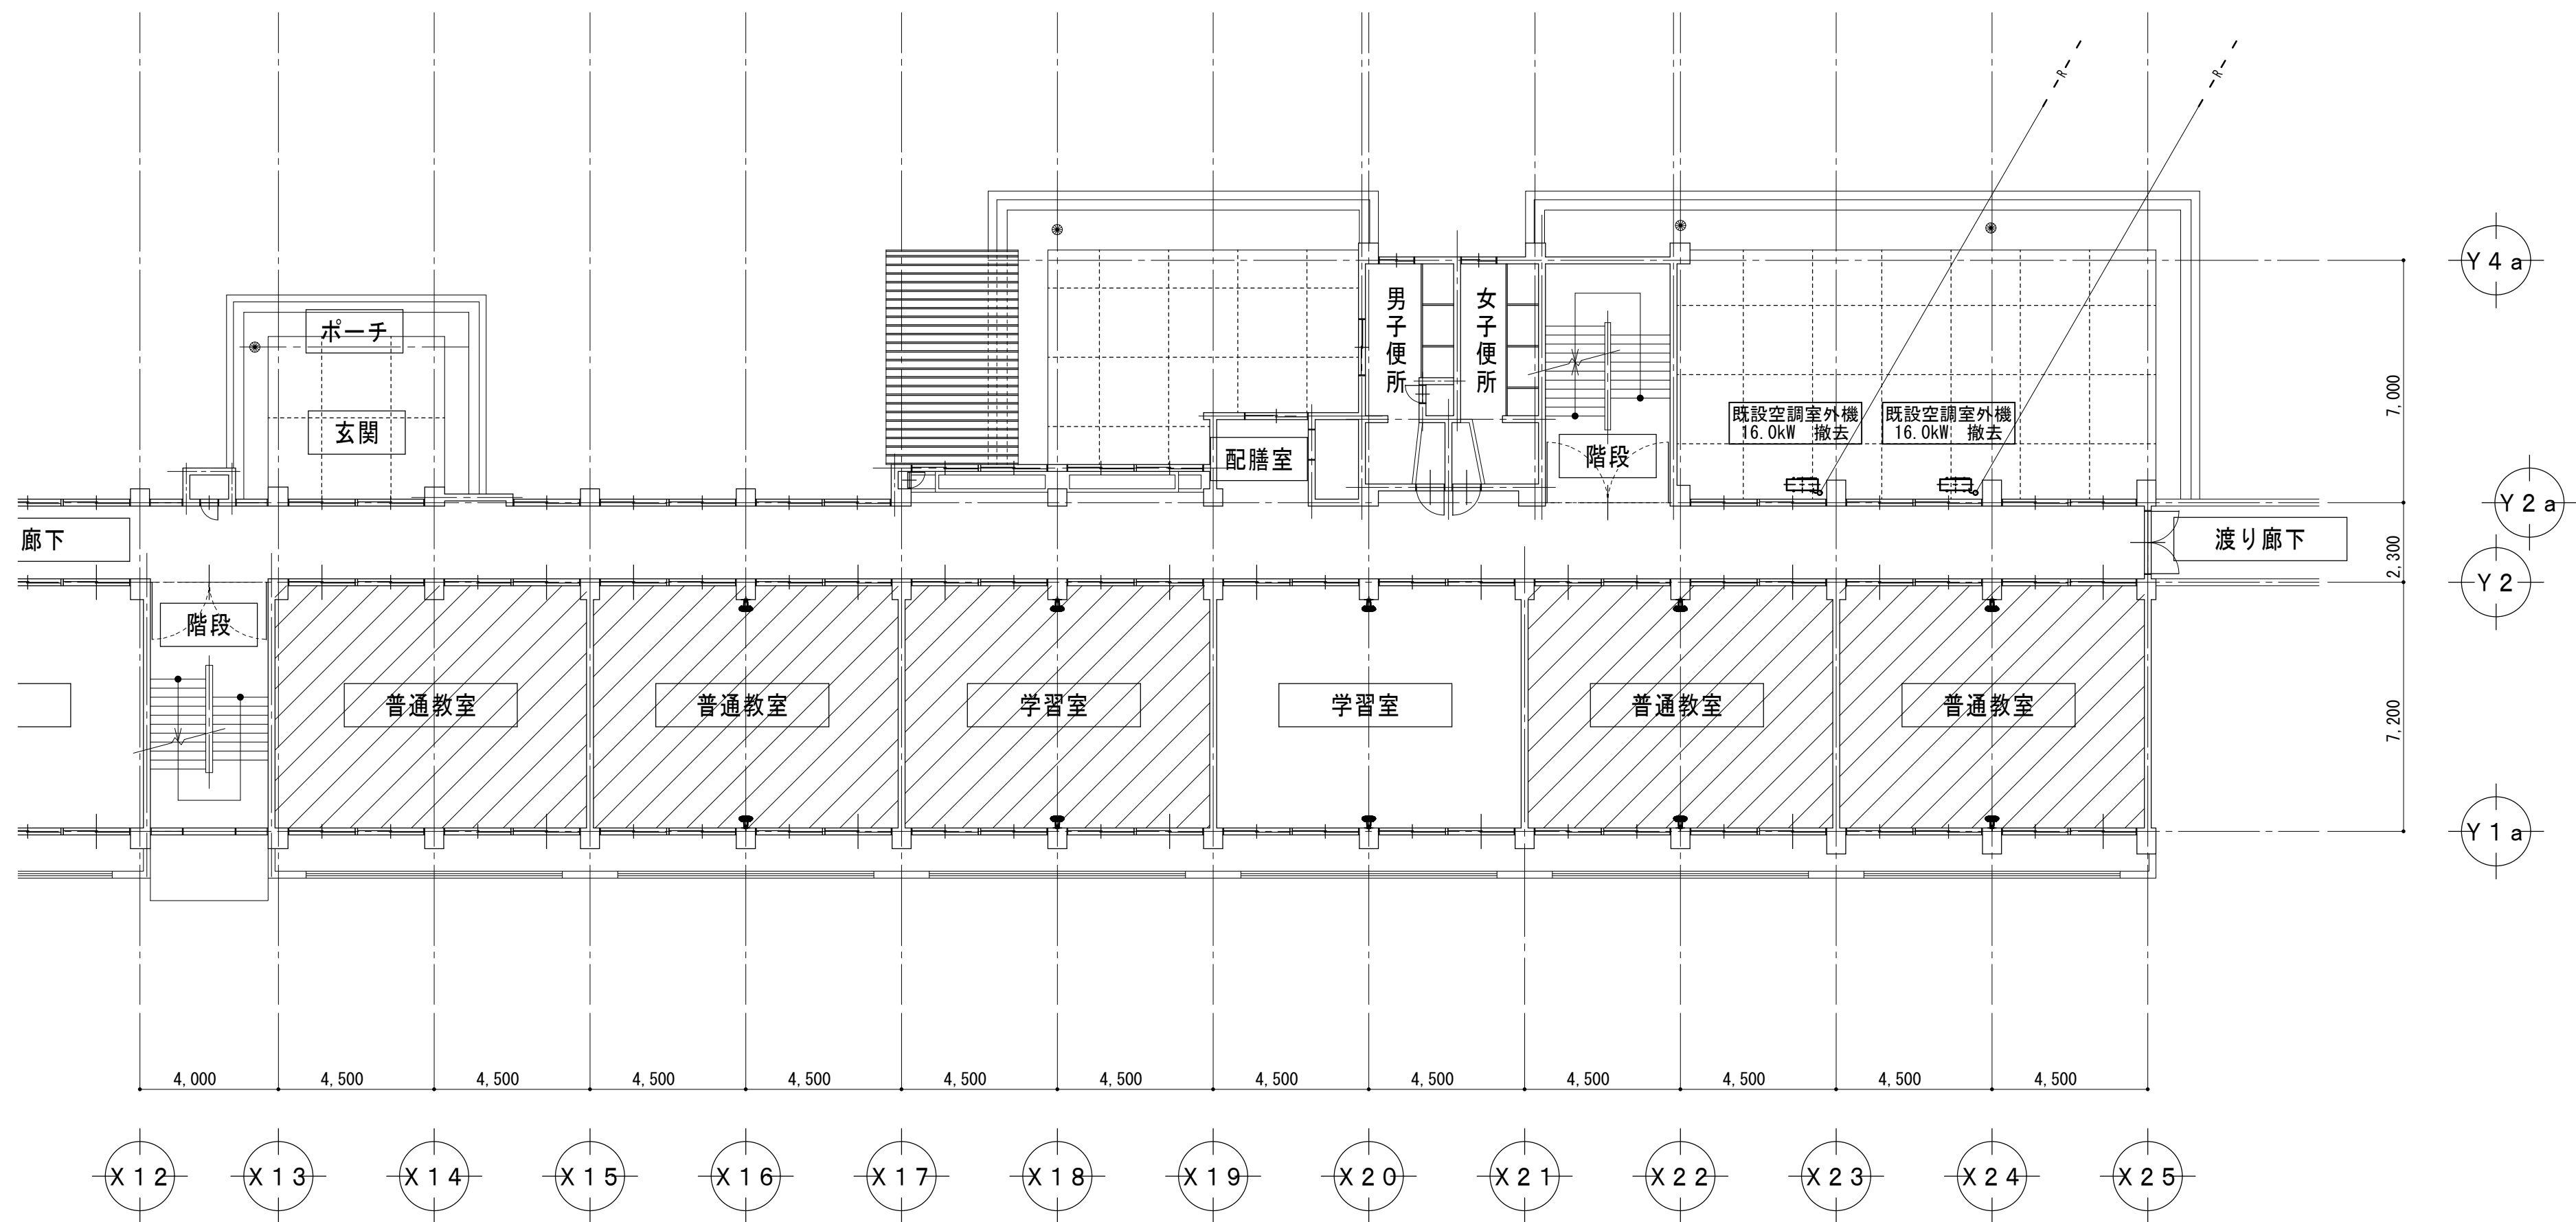 R
R
Y4a
ポーチ
男子便所
女子便所
7,000
玄関
既設空調室外機
16.0kW 撤去
既設空調室外機
16.0kW 撤去
配膳室
階段
Y2a
廊下
渡り廊下
2,300
Y2
階段
普通教室
普通教室
学習室
学習室
普通教室
普通教室
7,200
Y1a
4,000
4,500
4,500
4,500
4,500
4,500
4,500
4,500
4,500
4,500
4,500
4,500
4,500
X12
X13
X14
X15
X16
X17
X18
X19
X20
X21
X22
X23
X24
X25